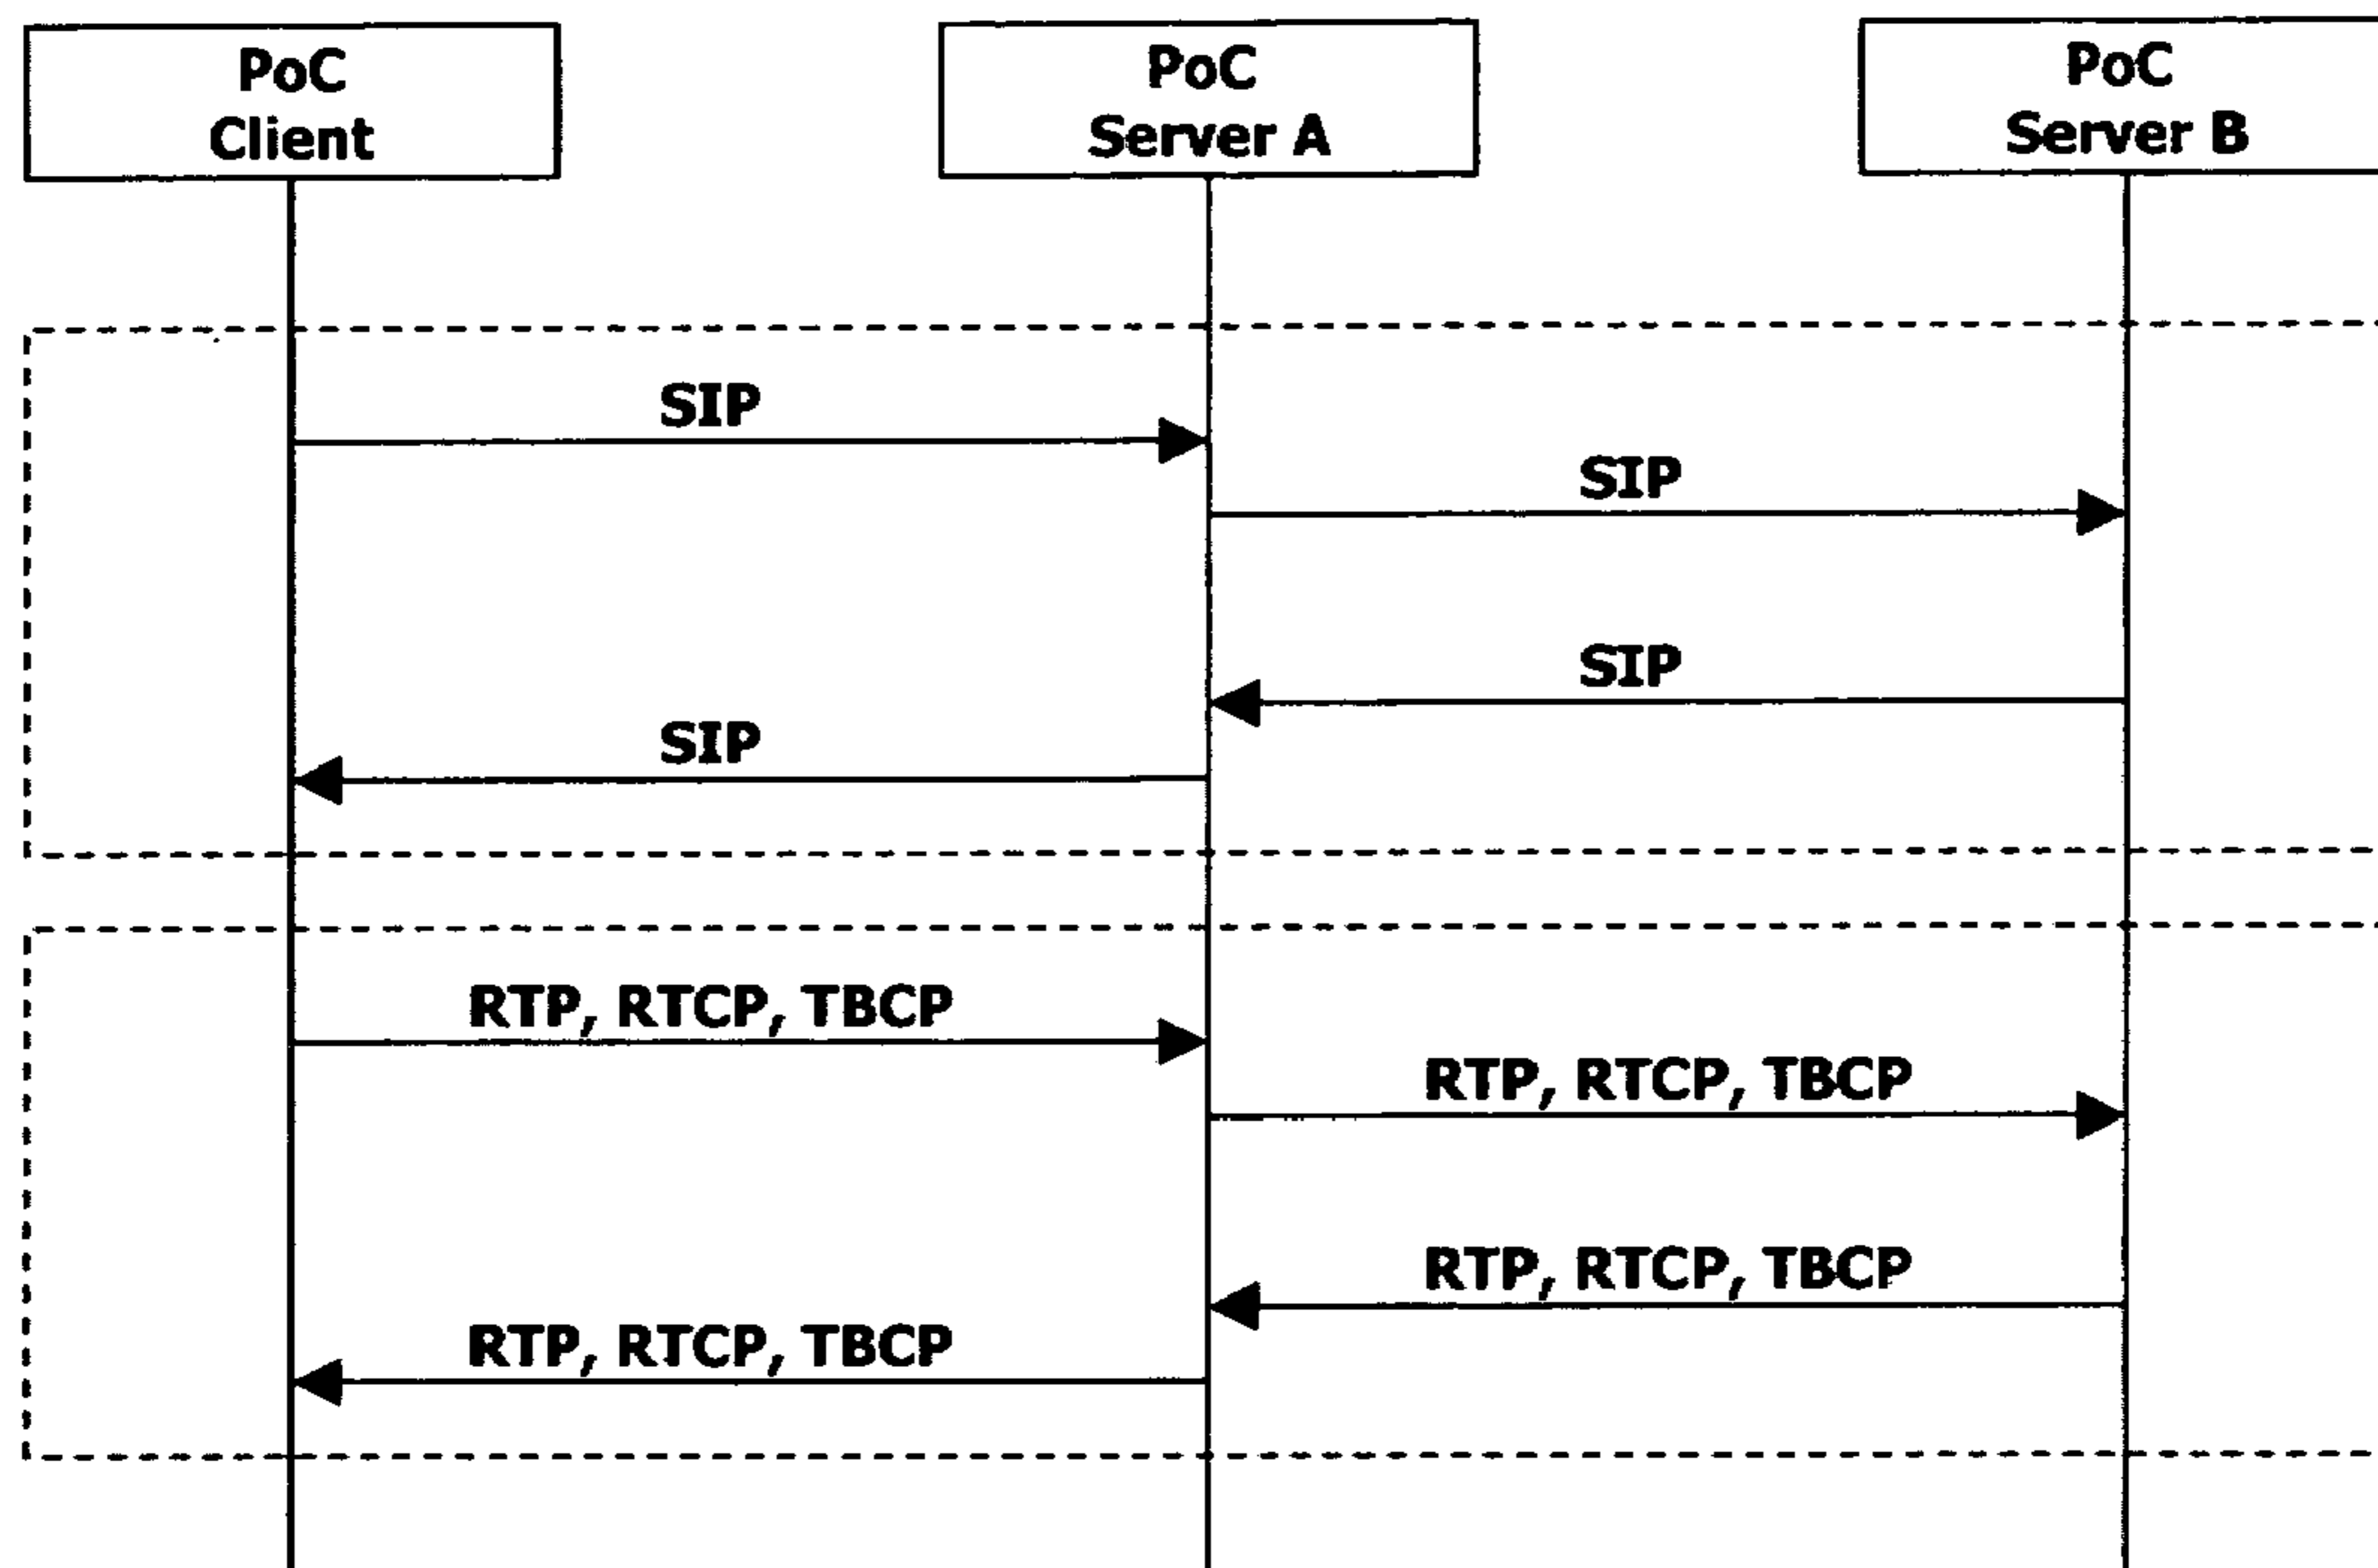 PoC
Client
PoC
Server A
PoC
Server B
SIP
SIP
SIP
SIP
RTP, RTCP, TBCP
RTP, RTCP, TBCP
RTP, RTCP, TBCP
RTP, RTCP, TBCP